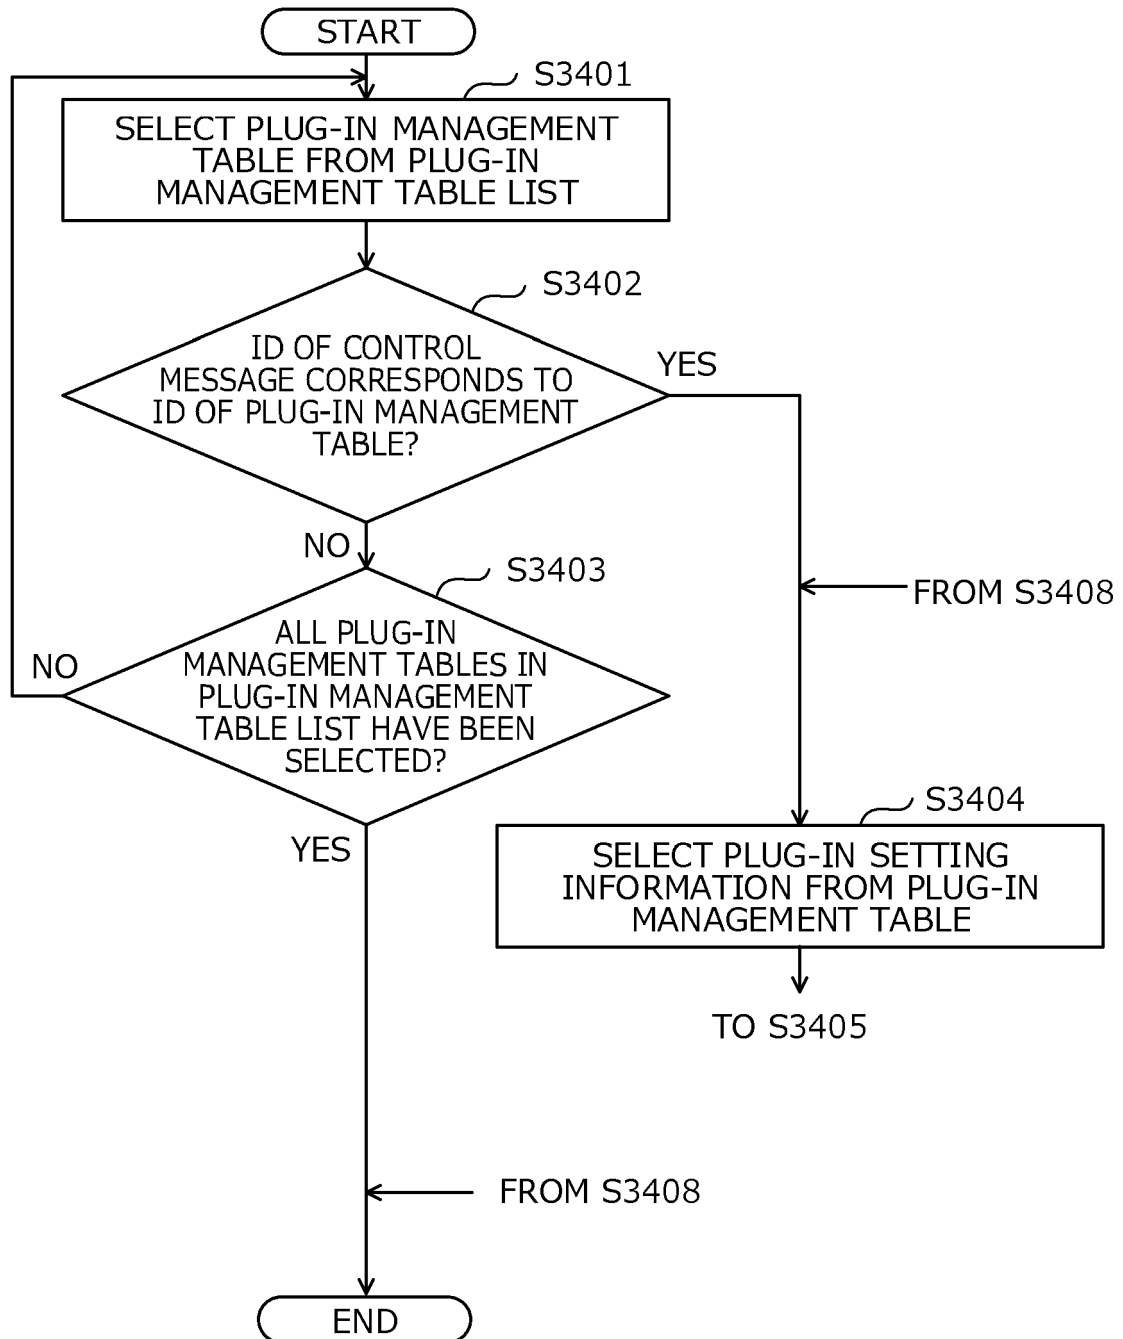 START
S3401
SELECT PLUG-IN MANAGEMENT
TABLE FROM PLUG-IN
MANAGEMENT TABLE LIST
S3402
ID OF CONTROL
MESSAGE CORRESPONDS TO
ID OF PLUG-IN MANAGEMENT
TABLE?
YES
NO
S3403
FROM S3408
ALL PLUG-IN
MANAGEMENT TABLES IN
PLUG-IN MANAGEMENT
TABLE LIST HAVE BEEN
SELECTED?
NO
YES
S3404
SELECT PLUG-IN SETTING
INFORMATION FROM PLUG-IN
MANAGEMENT TABLE
TO S3405
FROM S3408
END